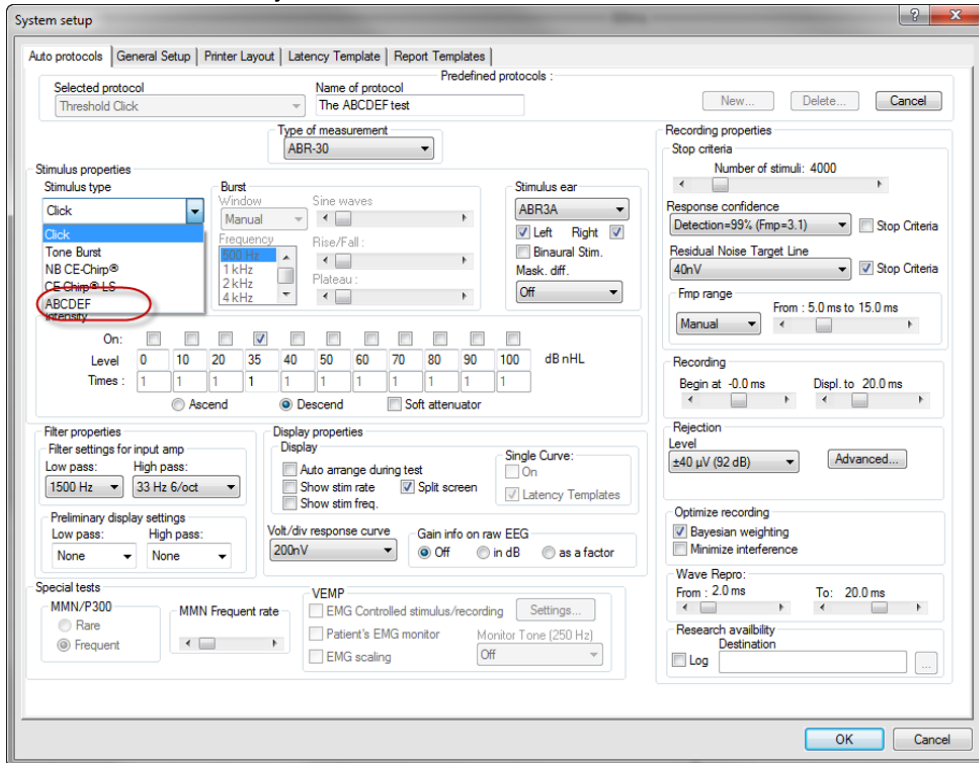 System setup
Auto protocols General Setup Printer Layout Latency Template Report Templates
Predefined protocols :
Selected protocol
Threshold Click
Name of protocol
The ABCDEF test
New... Delete... Cancel
Type of measurement
ABR-30
Stimulus properties
Stimulus type
Click
Click
Tone Burst
NB CE-Chirp®
CE-Chirp® LS
ABCDEF
Burst
Window
Manual
Frequency
500 Hz
1 kHz
2 kHz
4 kHz
Sine waves
Rise/Fall :
Plateau :
Stimulus ear
ABR3A
Left Right
Binaural Stim.
Mask. diff.
Off
Intensity
On:
Level 0 10 20 35 40 50 60 70 80 90 100 dB nHL
Times : 1 1 1 1 1 1 1 1 1 1 1
Ascend Descend Soft attenuator
Filter properties
Filter settings for input amp
Low pass: High pass:
1500 Hz 33 Hz 6/oct
Preliminary display settings
Low pass: High pass:
None None
Display properties
Display
Auto arrange during test
Show stim rate Split screen
Show stim freq.
Single Curve:
On
Latency Templates
Volt/div response curve
200nV
Gain info on raw EEG
Off in dB as a factor
Special tests
MMN/P300
Rare
Frequent
MMN Frequent rate
VEMP
EMG Controlled stimulus/recording Settings...
Patient's EMG monitor Monitor Tone (250 Hz)
EMG scaling Off
Recording properties
Stop criteria
Number of stimuli: 4000
Response confidence
Detection=99% (Fmp=3.1) Stop Criteria
Residual Noise Target Line
40nV Stop Criteria
Fmp range
From : 5.0 ms to 15.0 ms
Manual
Recording
Begin at -0.0 ms Displ. to 20.0 ms
Rejection
Level
±40 µV (92 dB) Advanced...
Optimize recording
Bayesian weighting
Minimize interference
Wave Repro:
From : 2.0 ms To: 20.0 ms
Research availbility
Destination
Log ...
OK Cancel